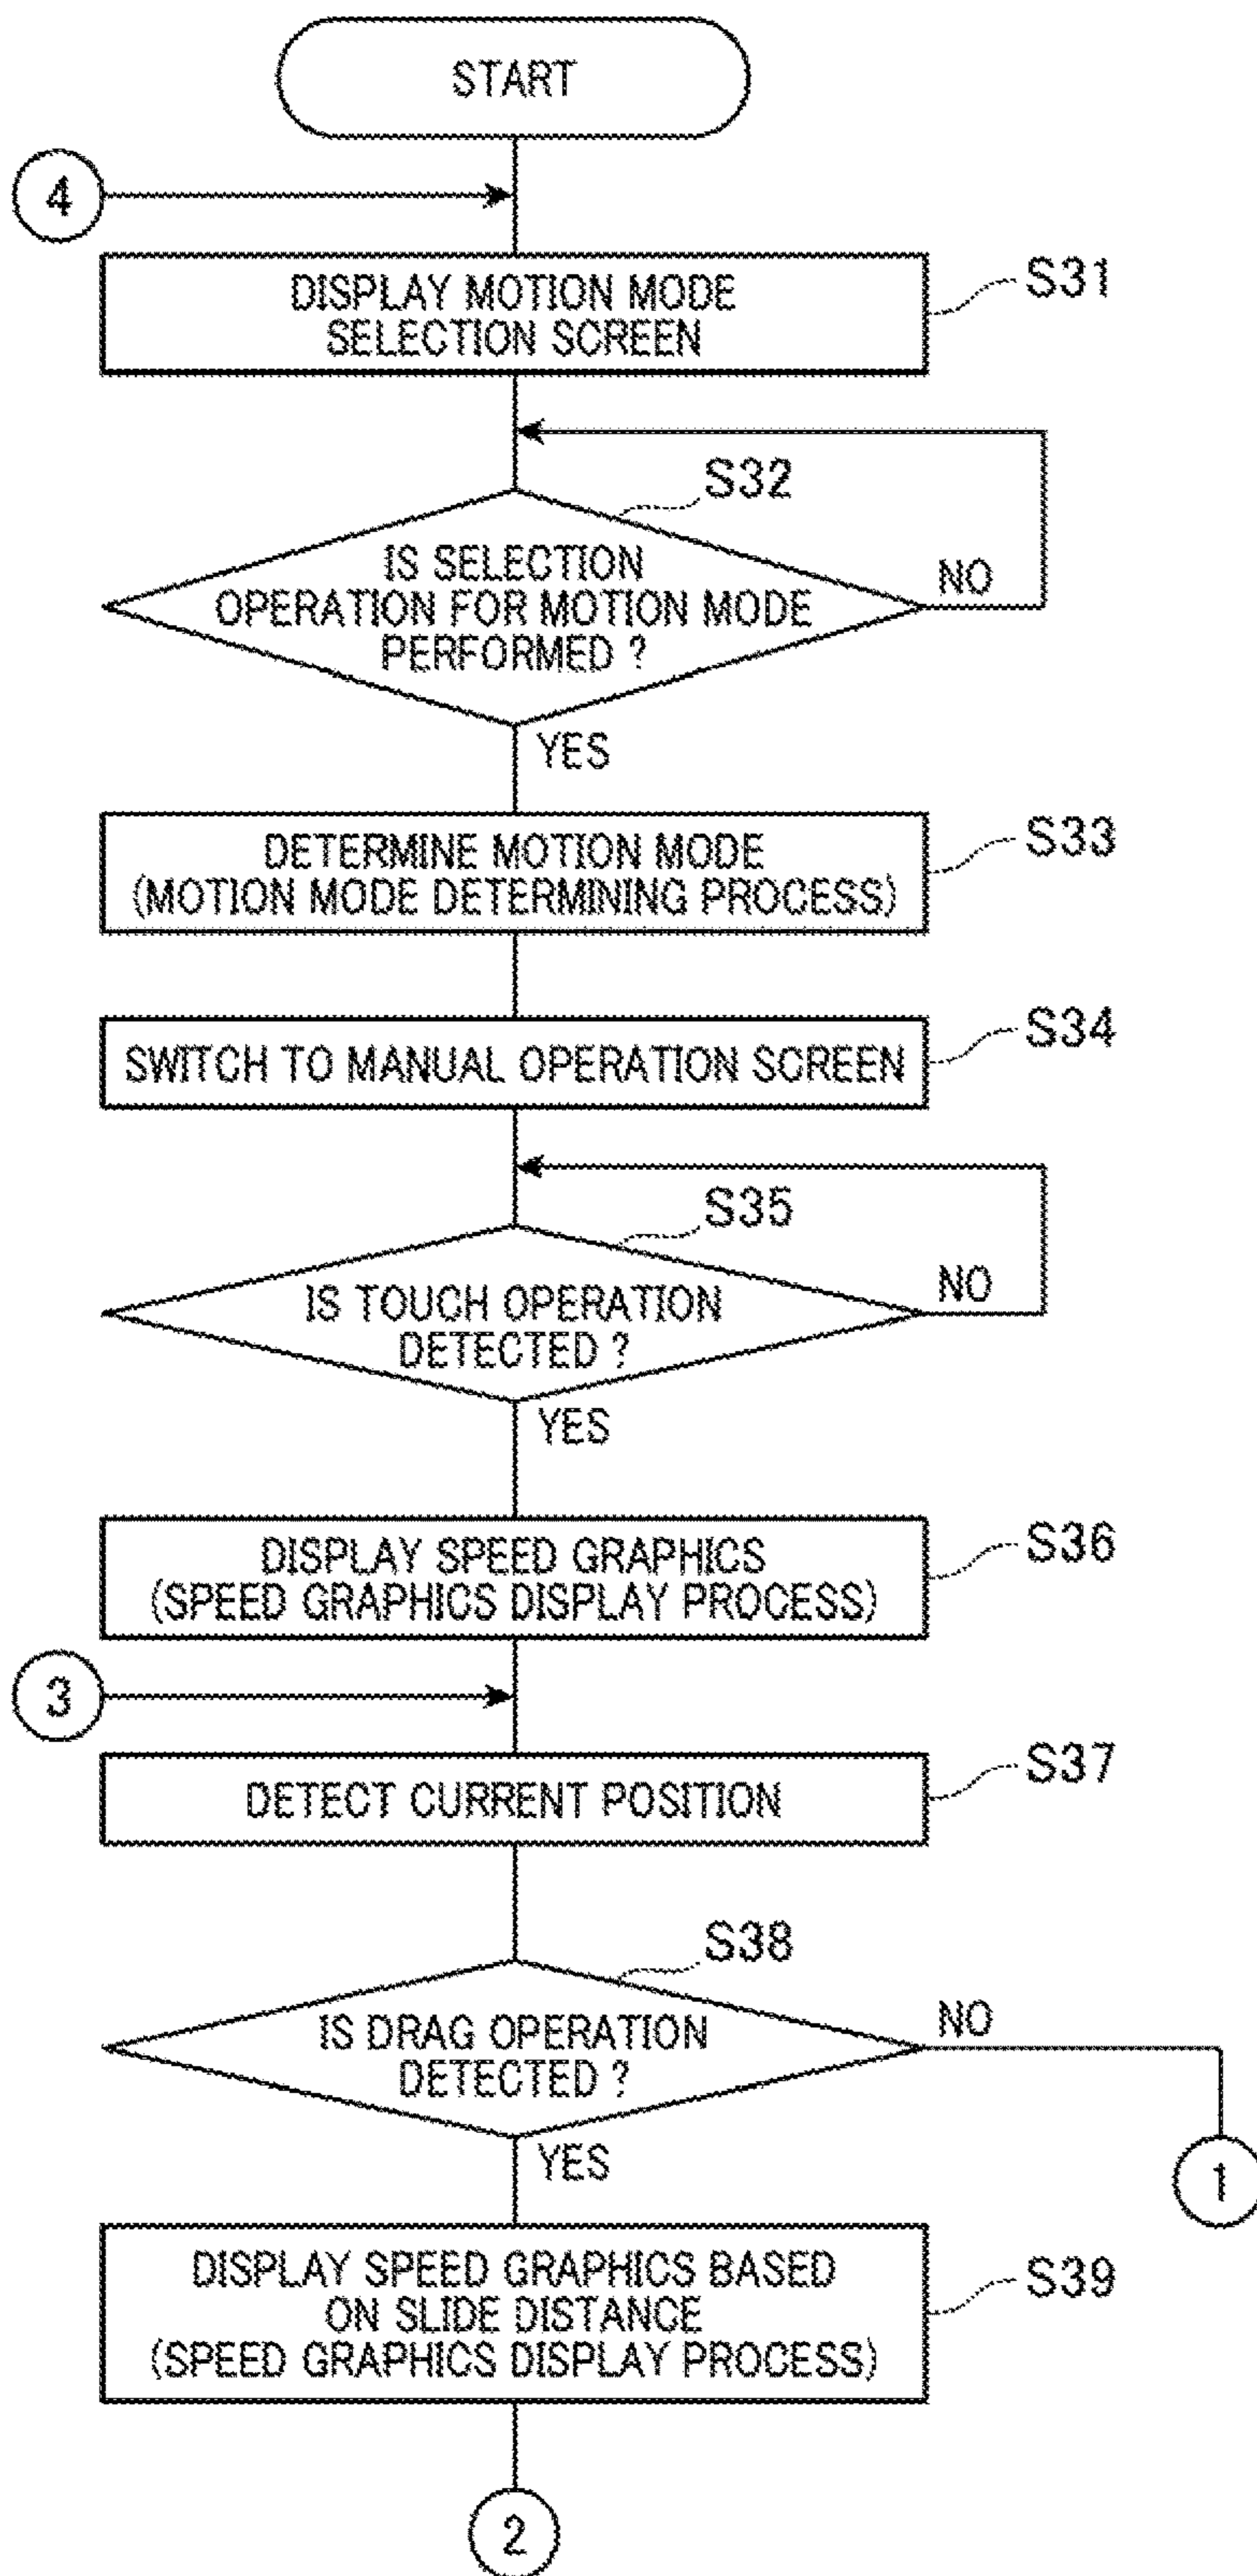 START
4
DISPLAY MOTION MODE
SELECTION SCREEN
S31
S32
IS SELECTION
OPERATION FOR MOTION MODE
PERFORMED ?
NO
YES
DETERMINE MOTION MODE
(MOTION MODE DETERMINING PROCESS)
S33
SWITCH TO MANUAL OPERATION SCREEN
S34
S35
IS TOUCH OPERATION
DETECTED ?
NO
YES
DISPLAY SPEED GRAPHICS
(SPEED GRAPHICS DISPLAY PROCESS)
S36
3
DETECT CURRENT POSITION
S37
S38
IS DRAG OPERATION
DETECTED ?
NO
YES
1
DISPLAY SPEED GRAPHICS BASED
ON SLIDE DISTANCE
(SPEED GRAPHICS DISPLAY PROCESS)
S39
2